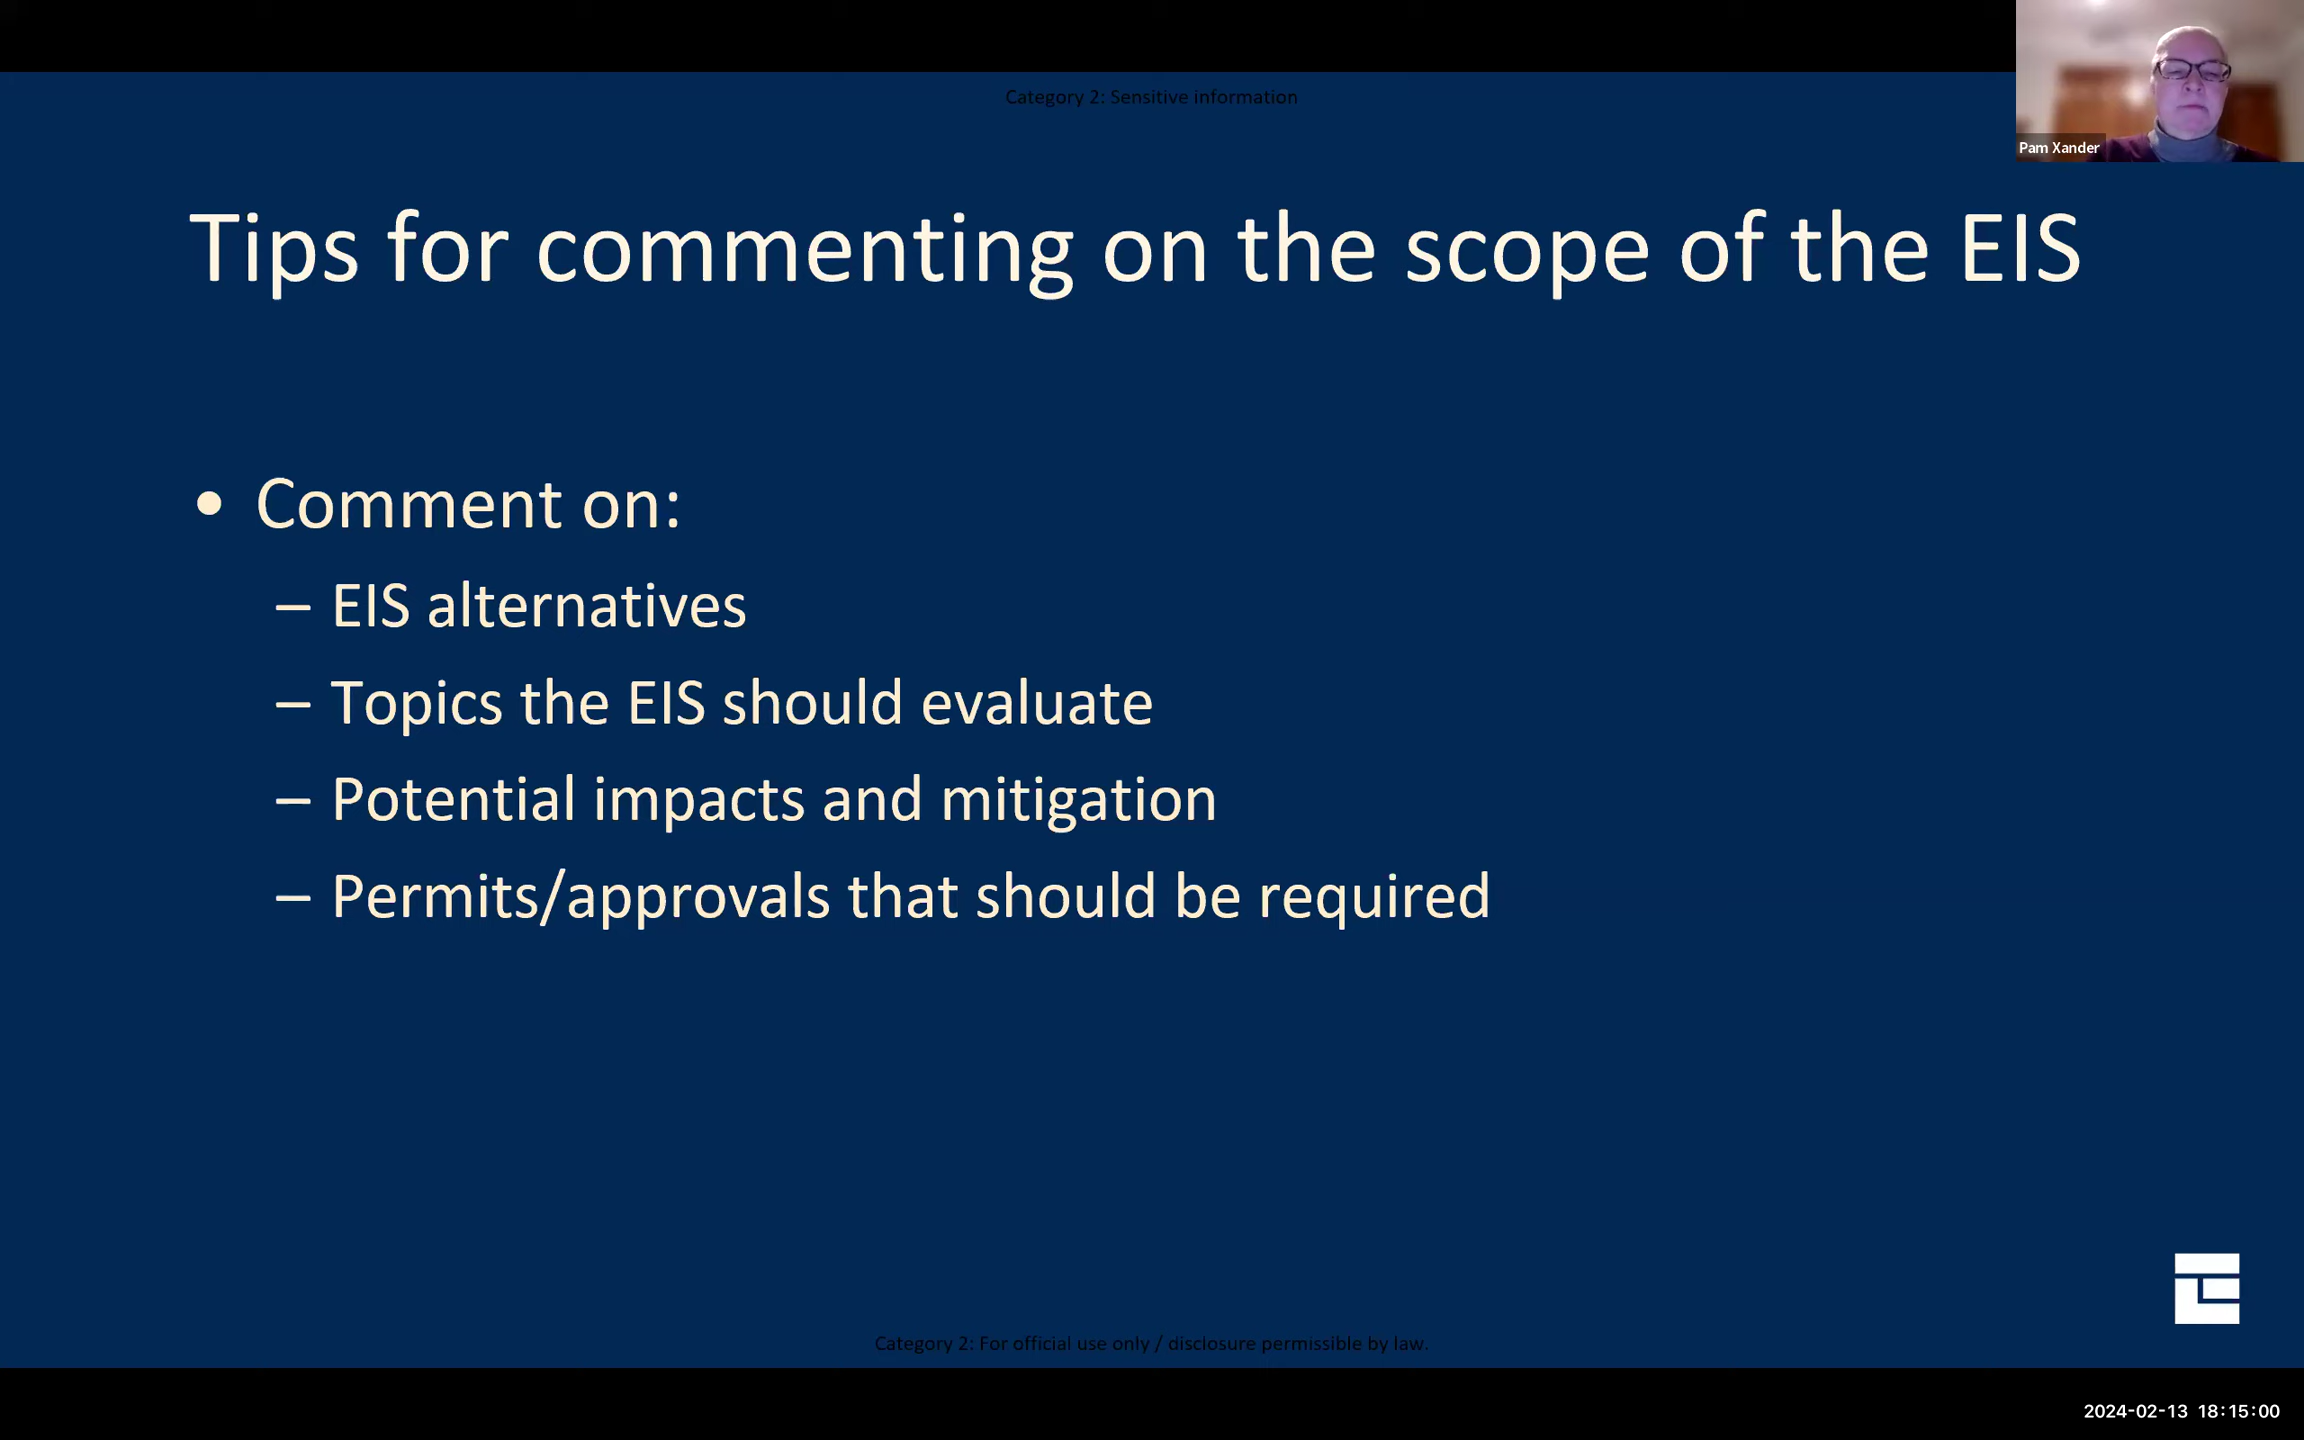 Category 2: Sensitive information
Pam Xander
Tips for commenting on the scope of the EIS
• Comment on:
– EIS alternatives
– Topics the EIS should evaluate
– Potential impacts and mitigation
– Permits/approvals that should be required
Category 2: For official use only / disclosure permissible by law.
2024-02-13 18:15:00